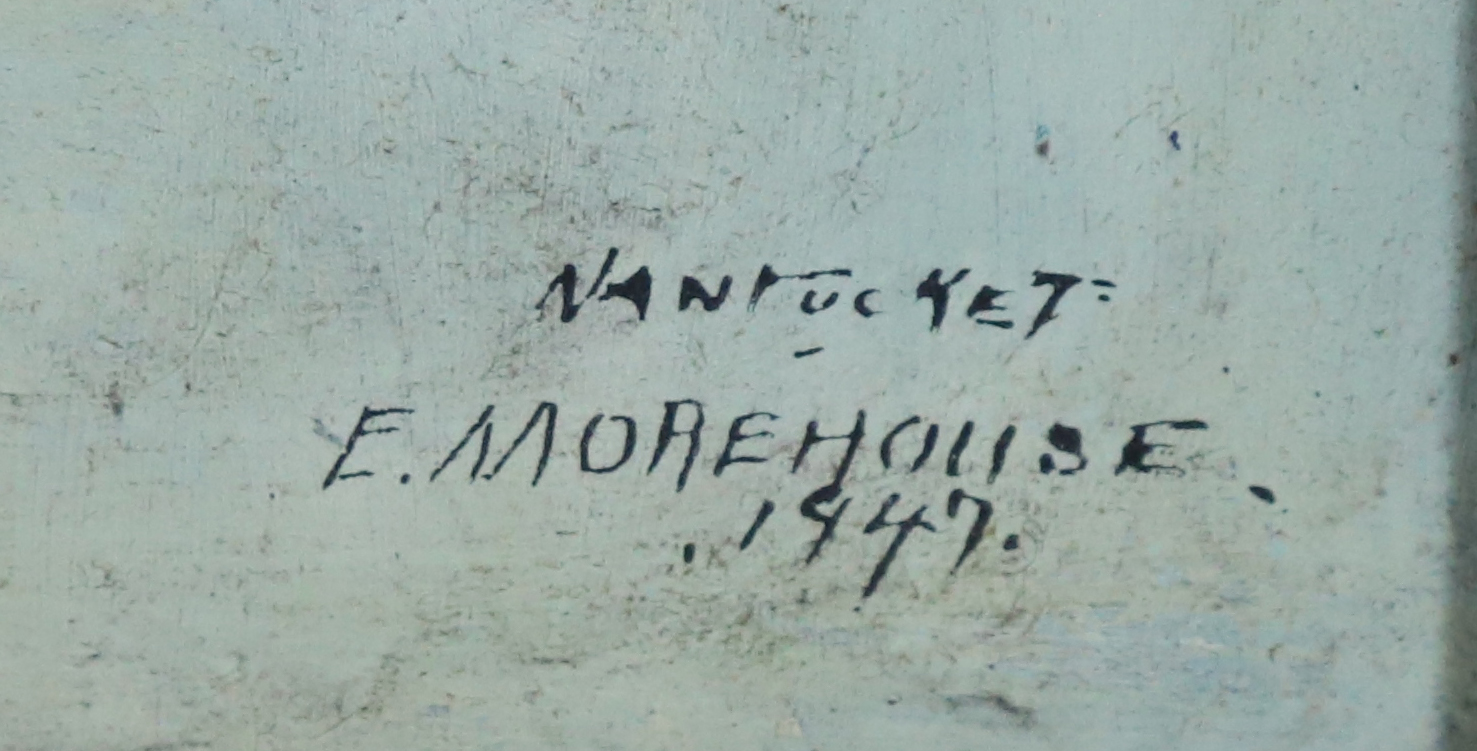 NANTUCKET
E. MOREHOUSE.
.1947.